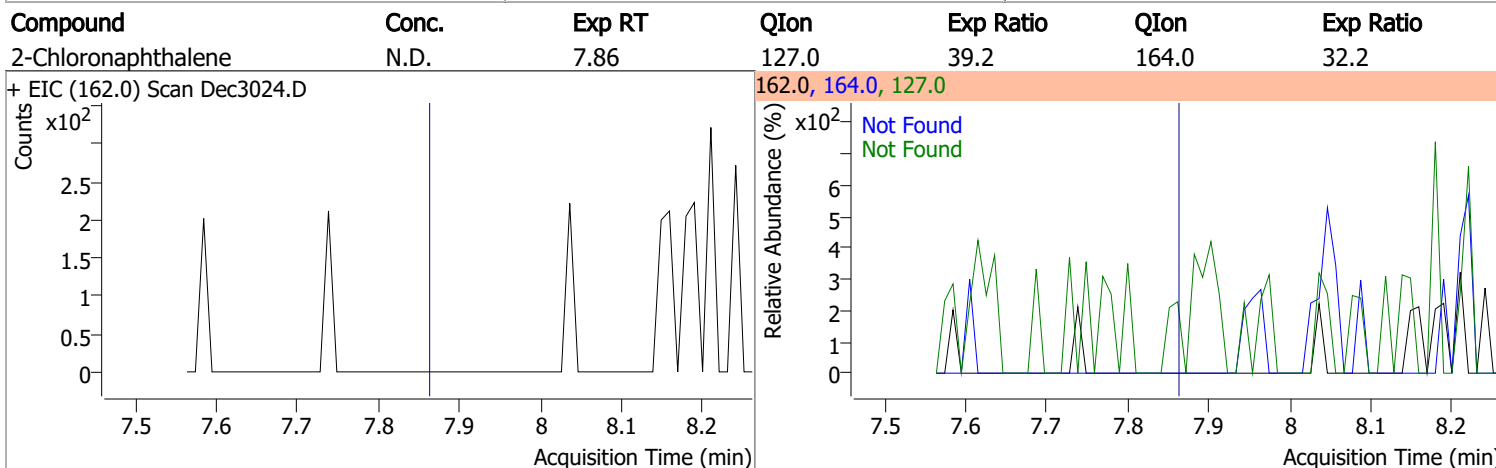 Compound Conc. Exp RT QIon Exp Ratio QIon Exp Ratio
2-Chloronaphthalene N.D. 7.86 127.0 39.2 164.0 32.2
+ EIC (162.0) Scan Dec3024.D
Counts
x10²
2.5
2
1.5
1
0.5
0
7.5 7.6 7.7 7.8 7.9 8 8.1 8.2
Acquisition Time (min)
162.0, 164.0, 127.0
Relative Abundance (%)
x10²
Not Found
Not Found
6
5
4
3
2
1
0
7.5 7.6 7.7 7.8 7.9 8 8.1 8.2
Acquisition Time (min)